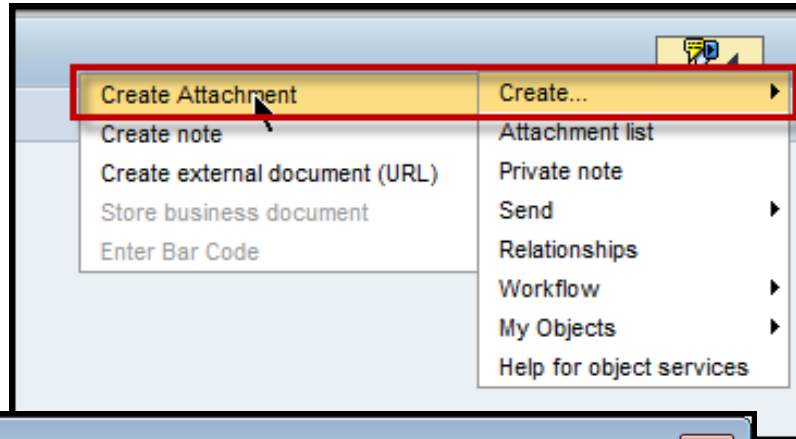 Create Attachment
Create note
Create external document (URL)
Store business document
Enter Bar Code
Create...
Attachment list
Private note
Send
Relationships
Workflow
My Objects
Help for object services